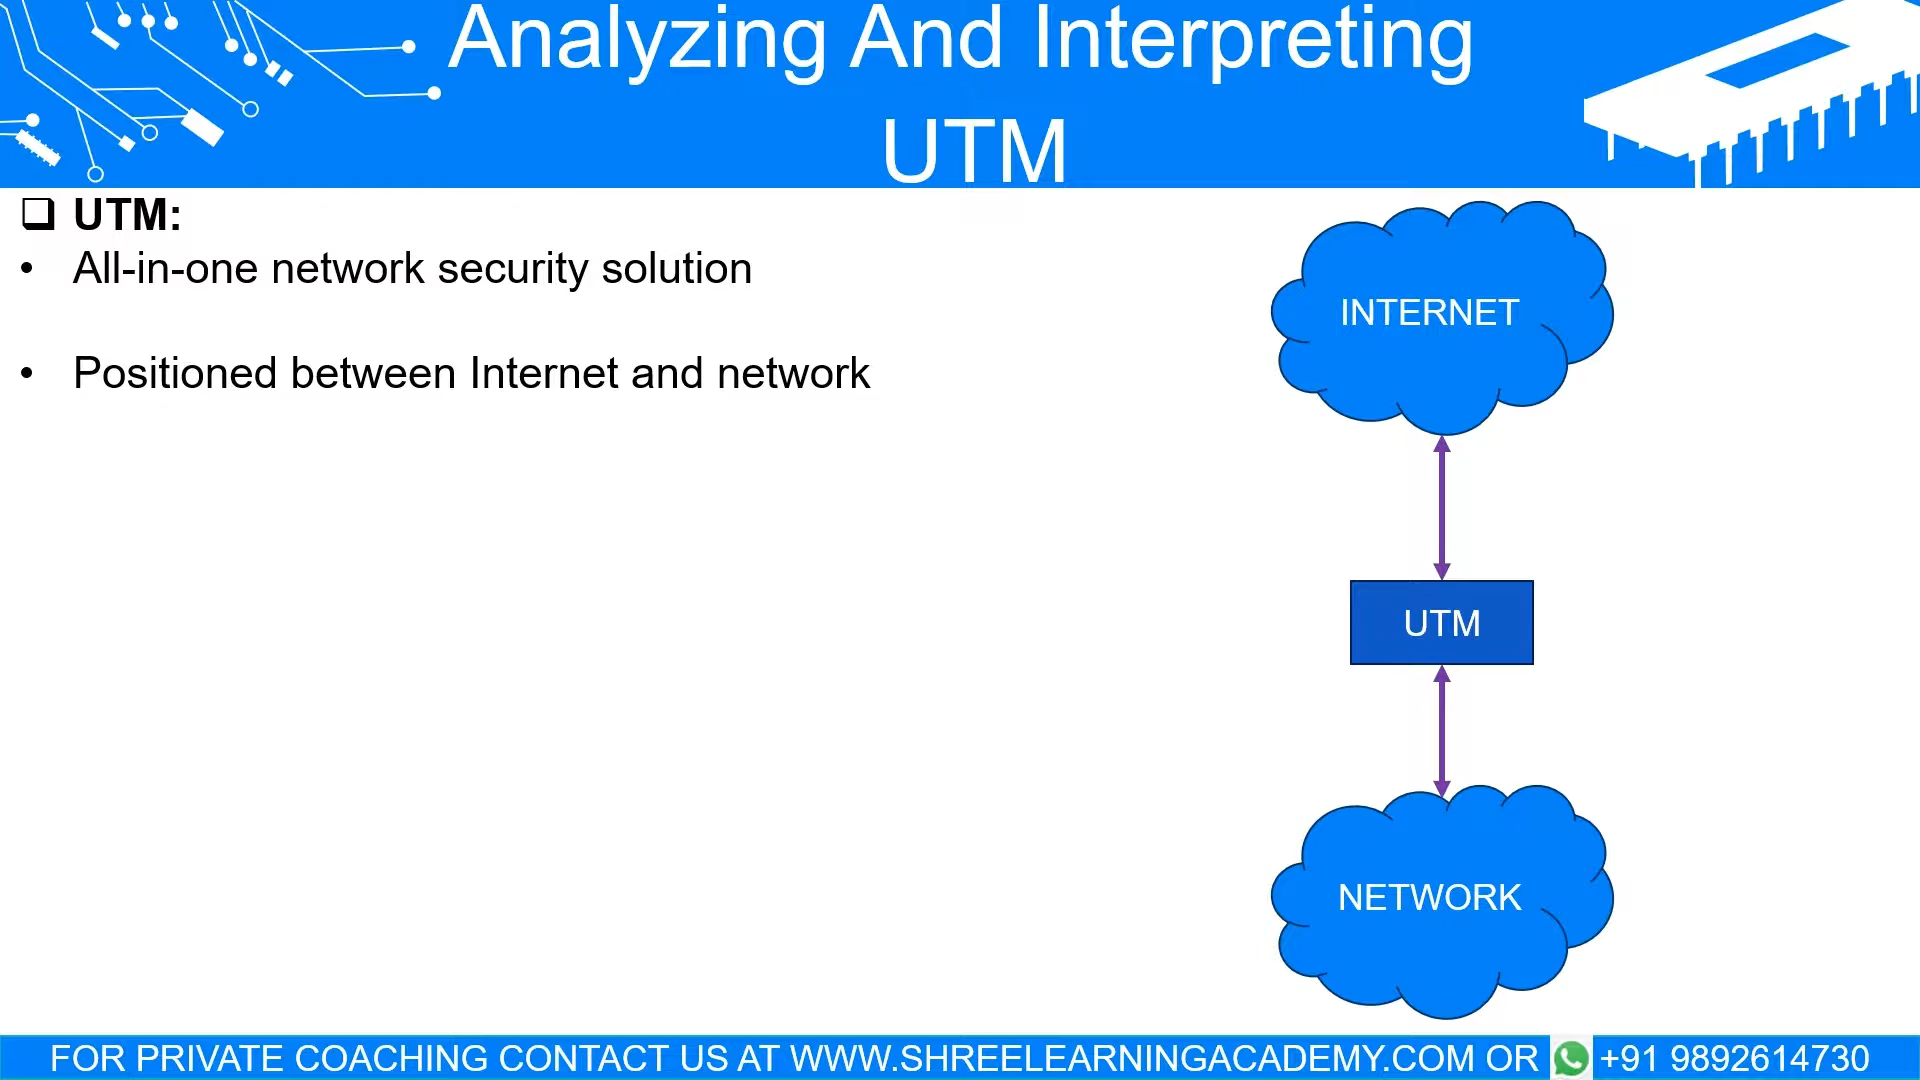 Analyzing And Interpreting
UTM
❑ UTM:
• All-in-one network security solution
• Positioned between Internet and network
INTERNET
UTM
NETWORK
FOR PRIVATE COACHING CONTACT US AT WWW.SHREELEARNINGACADEMY.COM OR +91 9892614730